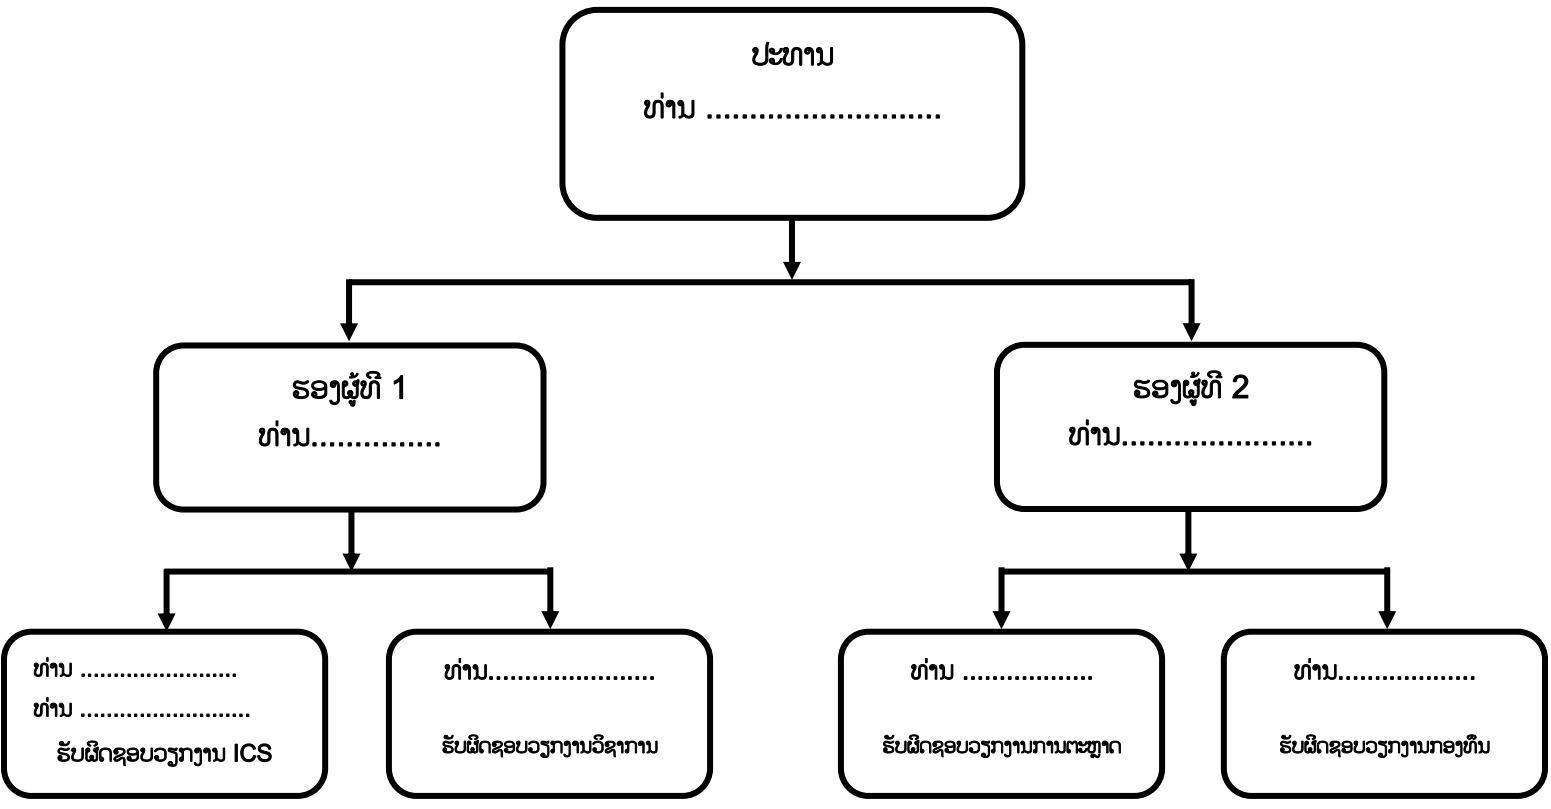 ປະທານ
ທ່ານ ...........................
ຮອງຜູ້ທີ 1
ທ່ານ...............
ຮອງຜູ້ທີ 2
ທ່ານ......................
ທ່ານ ........................
ທ່ານ ..........................
ຮັບຜິດຊອບວຽກງານ ICS
ທ່ານ.......................
ຮັບຜິດຊອບວຽກງານວິຊາການ
ທ່ານ ..................
ຮັບຜິດຊອບວຽກງານການຕະຫຼາດ
ທ່ານ...................
ຮັບຜິດຊອບວຽກງານກອງທຶນ